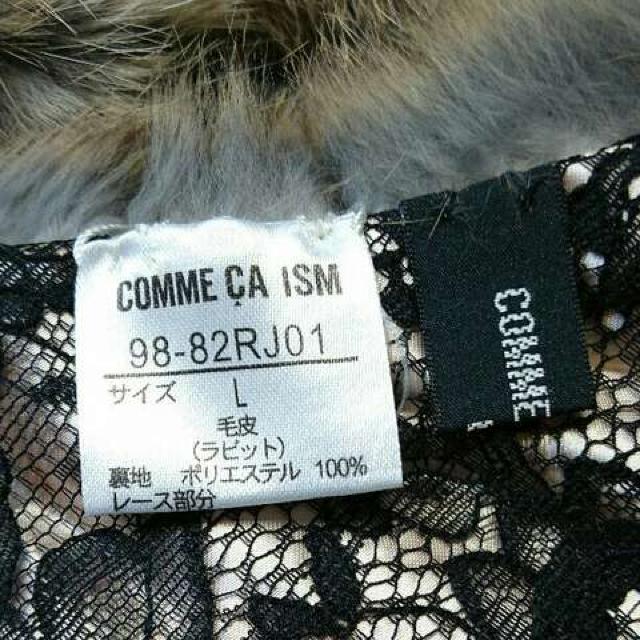 COMME ÇA ISM
98-82RJ01
サイズ L
毛皮
(ラビット)
裏地 ポリエステル 100%
レース部分
COMME